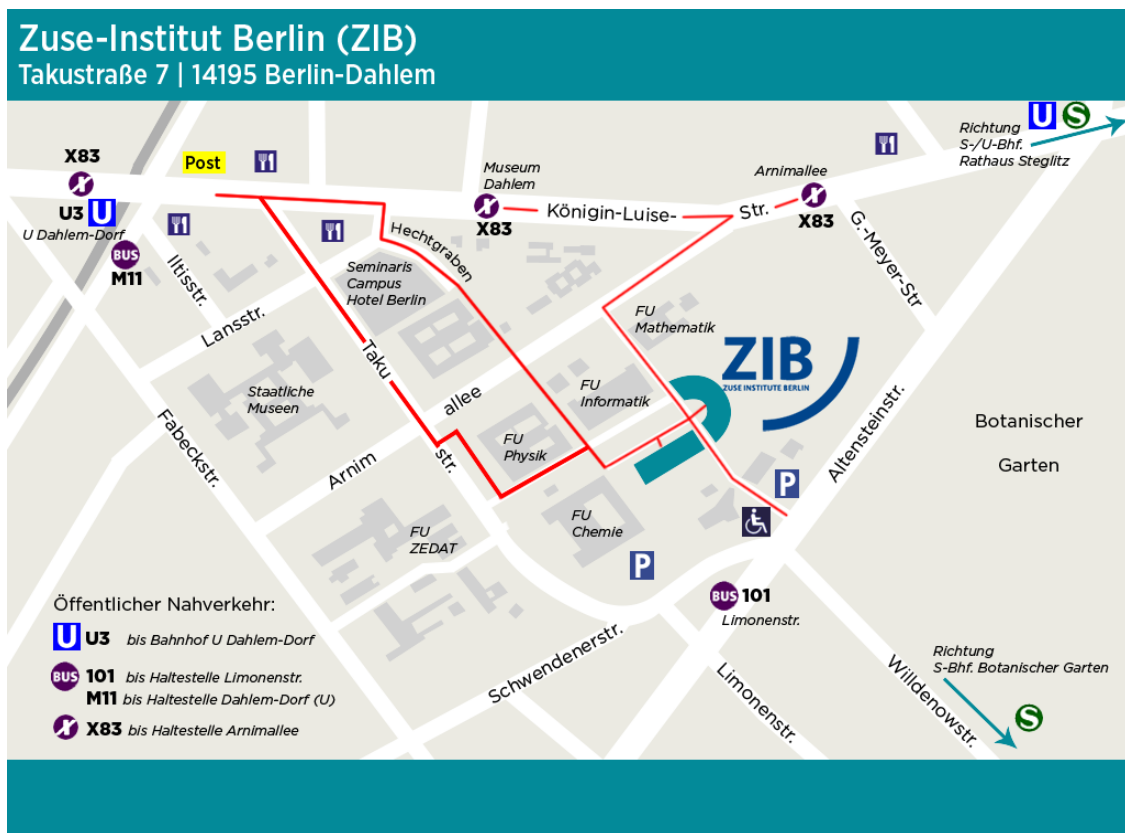 Zuse-Institut Berlin (ZIB)
Takustraße 7 | 14195 Berlin-Dahlem
U S
Richtung
S-/U-Bhf.
Rathaus Steglitz
X83
Post
Museum
Dahlem
Arnimallee
X
X
X
U3 U
U Dahlem-Dorf
X83
Königin-Luise-
Str.
X83
BUS
M11
Iltisstr.
Hechtgraben
G.-Meyer-Str
Seminaris
Campus
Hotel Berlin
Lansstr.
FU
Mathematik
Taku
ZIB
ZUSE INSTITUTE BERLIN
Staatliche
Museen
allee
FU
Informatik
Fabeckstr.
Altensteinstr.
Botanischer
Garten
FU
Physik
str.
Arnim
P
FU
Chemie
FU
ZEDAT
P
BUS 101
Limonenstr.
Öffentlicher Nahverkehr:
U U3 bis Bahnhof U Dahlem-Dorf
BUS 101 bis Haltestelle Limonenstr.
M11 bis Haltestelle Dahlem-Dorf (U)
X X83 bis Haltestelle Arnimallee
Schwendenerstr.
Limonenstr.
Willdenowstr.
Richtung
S-Bhf. Botanischer Garten
S